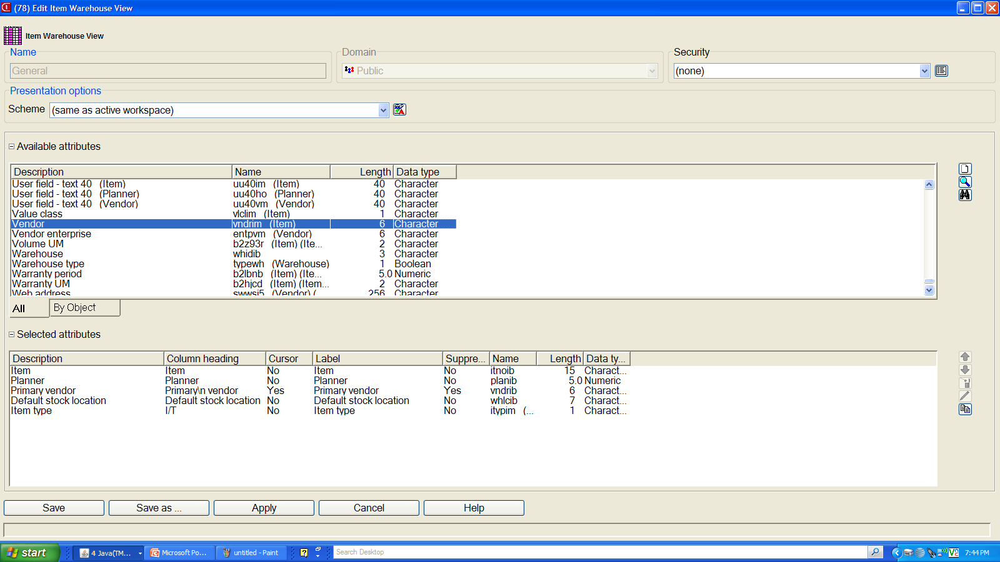 (78) Edit Item Warehouse View
Item Warehouse View
Name Domain Security
General Public (none)
Presentation options
Scheme (same as active workspace)
Available attributes
Description Name Length Data type
User field - text 40 (Item) uu40im (Item) 40 Character
User field - text 40 (Planner) uu40ho (Planner) 40 Character
User field - text 40 (Vendor) uu40vm (Vendor) 40 Character
Value class vlclim (Item) 1 Character
Vendor vndrim (Item) 6 Character
Vendor enterprise entpvm (Vendor) 6 Character
Volume UM b2z93r (Item) (Ite... 2 Character
Warehouse whidib 3 Character
Warehouse type typewh (Warehouse) 1 Boolean
Warranty period b2lbnb (Item) (Ite... 5.0 Numeric
Warranty UM b2hjcd (Item) (Item... 2 Character
Web address swwsi5 (Vendor) ( 256 Character
All By Object
Selected attributes
Description Column heading Cursor Label Suppre... Name Length Data ty...
Item Item No Item No itnoib 15 Charact...
Planner Planner No Planner No planib 5.0 Numeric
Primary vendor Primary\n vendor Yes Primary vendor Yes vndrib 6 Charact...
Default stock location Default stock location No Default stock location No whlcib 7 Charact...
Item type I/T No Item type No itypim (... 1 Charact...
Save Save as ... Apply Cancel Help
start 4 Java(TM... Microsoft Po... untitled - Paint Search Desktop 7:44 PM